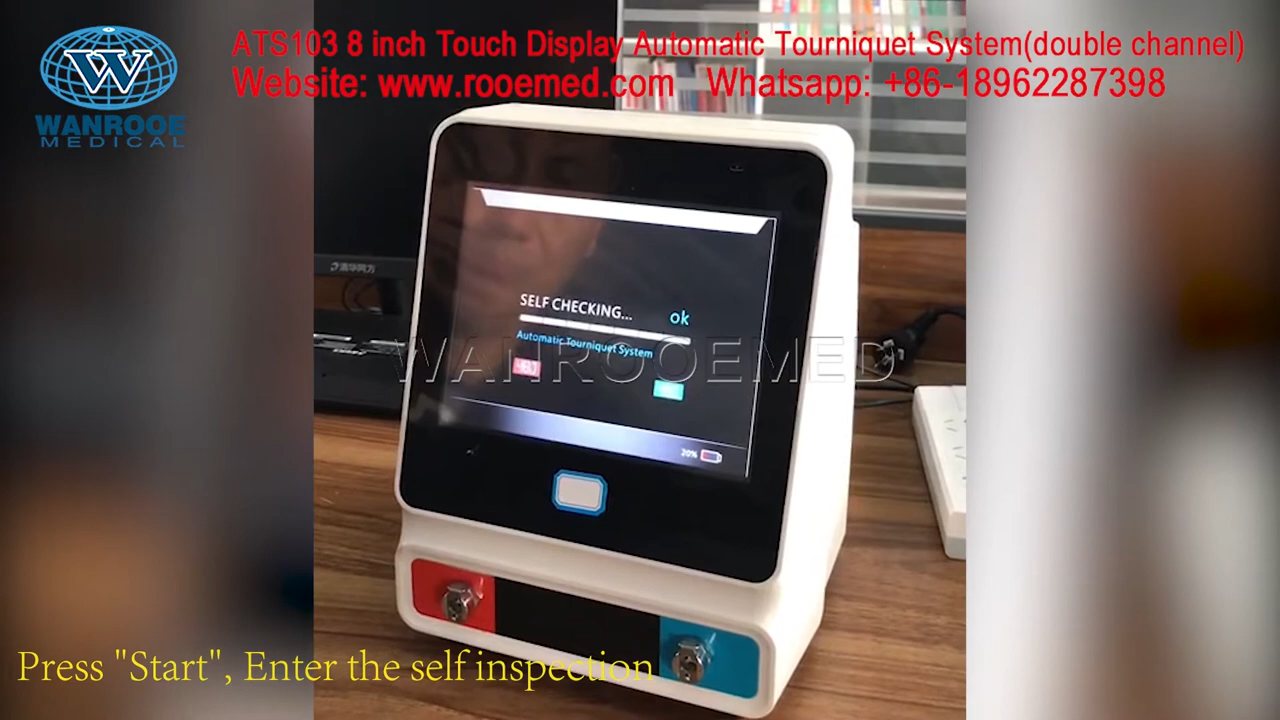 ATS103 8 inch Touch Display Automatic Tourniquet System(double channel)
Website: www.rooemed.com Whatsapp: +86-18962287398
W
WANROOE
MEDICAL
SELF CHECKING... ok
Automatic Tourniquet System
WANROOEMED
20%
Press "Start", Enter the self inspection